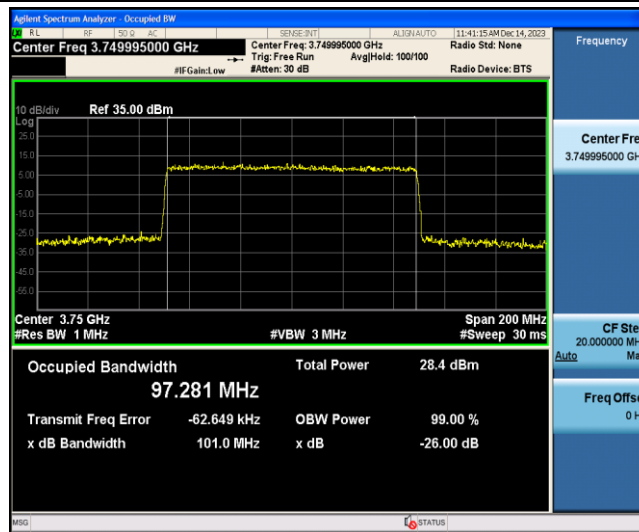 Agilent Spectrum Analyzer - Occupied BW
RL RF 50 Ω AC SENSE:INT ALIGN AUTO 11:41:15 AM Dec 14, 2023
Center Freq 3.749995000 GHz
Center Freq: 3.749995000 GHz
Radio Std: None
Trig: Free Run Avg|Hold: 100/100
#IFGain:Low
#Atten: 30 dB
Radio Device: BTS
10 dB/div Ref 35.00 dBm
Log
25.0
15.0
5.00
-5.00
-15.0
-25.0
-35.0
-45.0
-55.0
Center 3.75 GHz Span 200 MHz
#Res BW 1 MHz #VBW 3 MHz #Sweep 30 ms
Occupied Bandwidth Total Power 28.4 dBm
97.281 MHz
Transmit Freq Error -62.649 kHz OBW Power 99.00 %
x dB Bandwidth 101.0 MHz x dB -26.00 dB
MSG STATUS
Frequency
Center Fre
3.749995000 GH
CF Ste
20.000000 MH
Auto Ma
Freq Offse
0 H